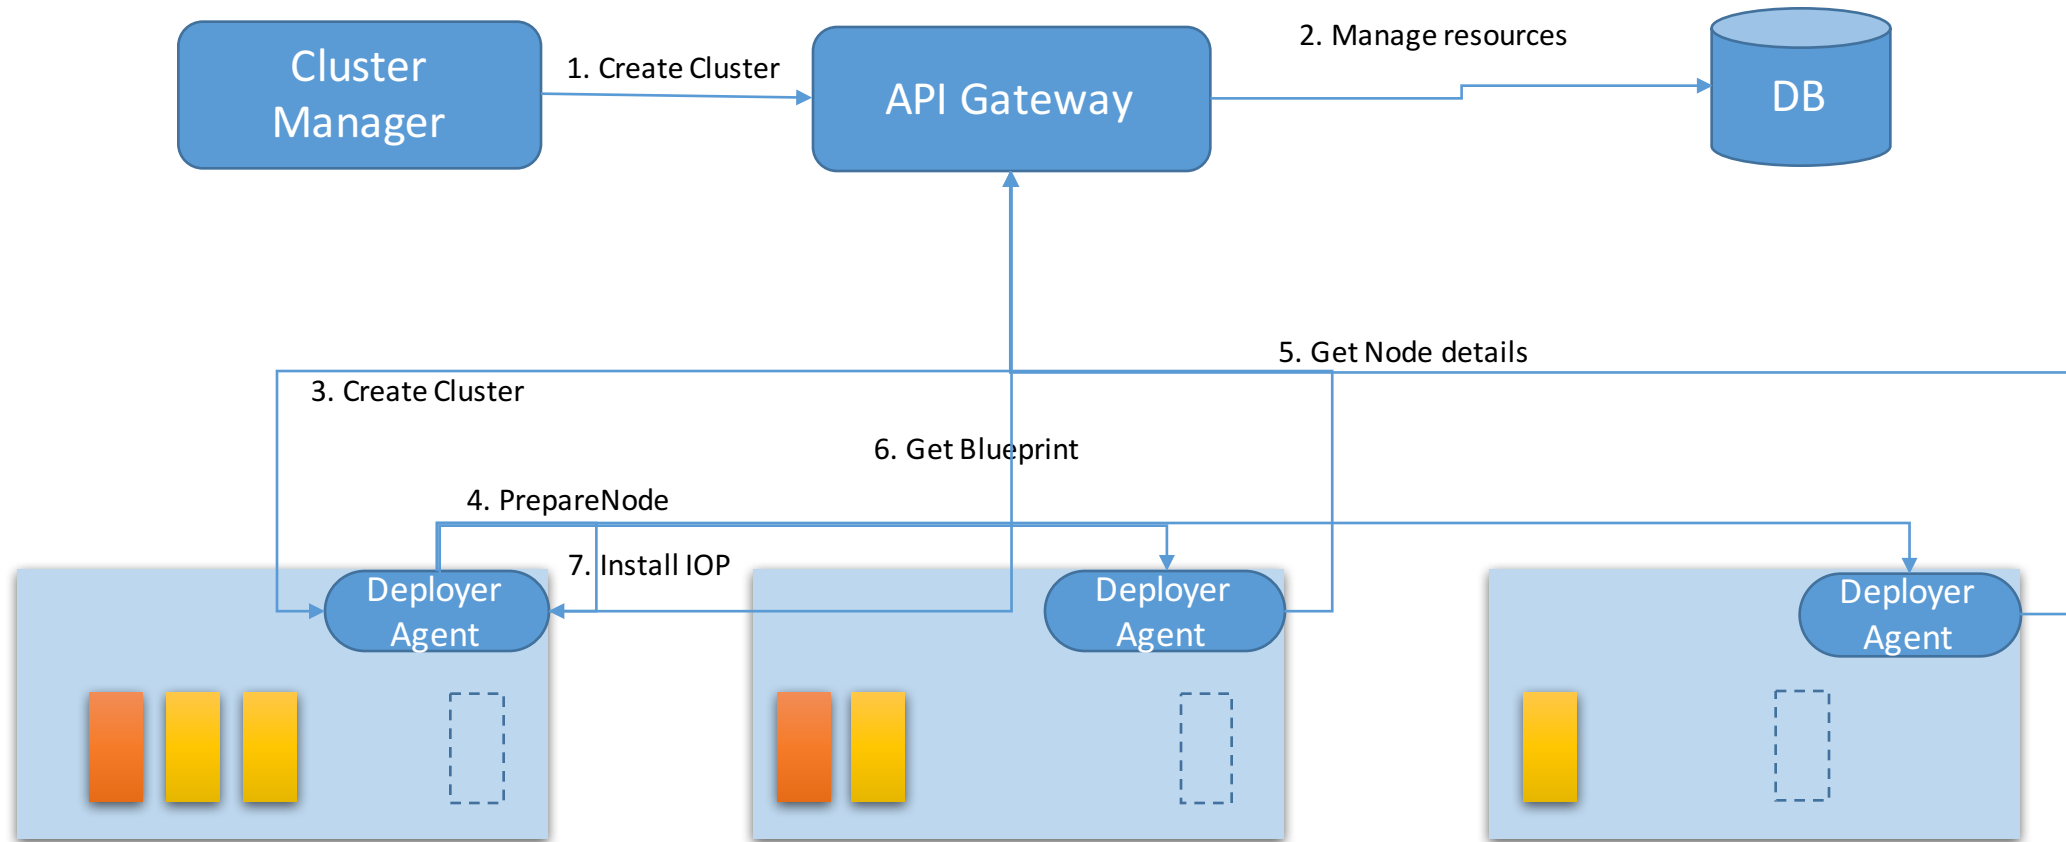 Cluster
Manager
1. Create Cluster
API Gateway
2. Manage resources
DB
5. Get Node details
3. Create Cluster
6. Get Blueprint
4. PrepareNode
7. Install IOP
Deployer
Agent
Deployer
Agent
Deployer
Agent